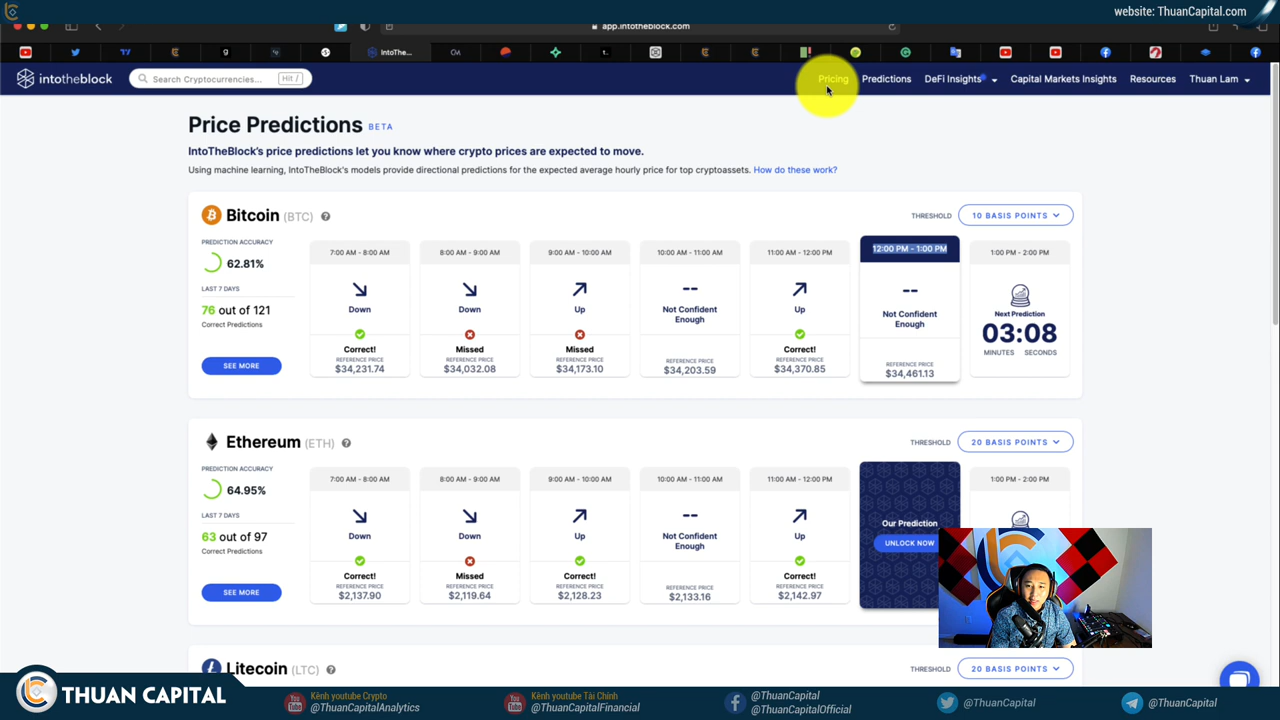 website: ThuanCapital.com
app.intotheblock.com
IntoThe...
intotheblock
Search Cryptocurrencies...
Hit /
Pricing
Predictions
DeFi Insights
Capital Markets Insights
Resources
Thuan Lam
Price Predictions BETA
IntoTheBlock's price predictions let you know where crypto prices are expected to move.
Using machine learning, IntoTheBlock's models provide directional predictions for the expected average hourly price for top cryptoassets. How do these work?
Bitcoin (BTC)
THRESHOLD
10 BASIS POINTS
PREDICTION ACCURACY
62.81%
LAST 7 DAYS
76 out of 121
Correct Predictions
SEE MORE
7:00 AM - 8:00 AM
Down
Correct!
REFERENCE PRICE
$34,231.74
8:00 AM - 9:00 AM
Down
Missed
REFERENCE PRICE
$34,032.08
9:00 AM - 10:00 AM
Up
Missed
REFERENCE PRICE
$34,173.10
10:00 AM - 11:00 AM
--
Not Confident
Enough
REFERENCE PRICE
$34,203.59
11:00 AM - 12:00 PM
Up
Correct!
REFERENCE PRICE
$34,370.85
12:00 PM - 1:00 PM
--
Not Confident
Enough
REFERENCE PRICE
$34,461.13
1:00 PM - 2:00 PM
Next Prediction
03:08
MINUTES SECONDS
Ethereum (ETH)
THRESHOLD
20 BASIS POINTS
PREDICTION ACCURACY
64.95%
LAST 7 DAYS
63 out of 97
Correct Predictions
SEE MORE
7:00 AM - 8:00 AM
Down
Correct!
REFERENCE PRICE
$2,137.90
8:00 AM - 9:00 AM
Down
Missed
REFERENCE PRICE
$2,119.64
9:00 AM - 10:00 AM
Up
Correct!
REFERENCE PRICE
$2,128.23
10:00 AM - 11:00 AM
--
Not Confident
Enough
REFERENCE PRICE
$2,133.16
11:00 AM - 12:00 PM
Up
Correct!
REFERENCE PRICE
$2,142.97
Our Prediction
UNLOCK NOW
1:00 PM - 2:00 PM
Litecoin (LTC)
THRESHOLD
20 BASIS POINTS
THUAN CAPITAL
Kênh youtube Crypto
@ThuanCapitalAnalytics
Kênh youtube Tài Chính
@ThuanCapitalFinancial
@ThuanCapital
@ThuanCapitalOfficial
@ThuanCapital
@ThuanCapital